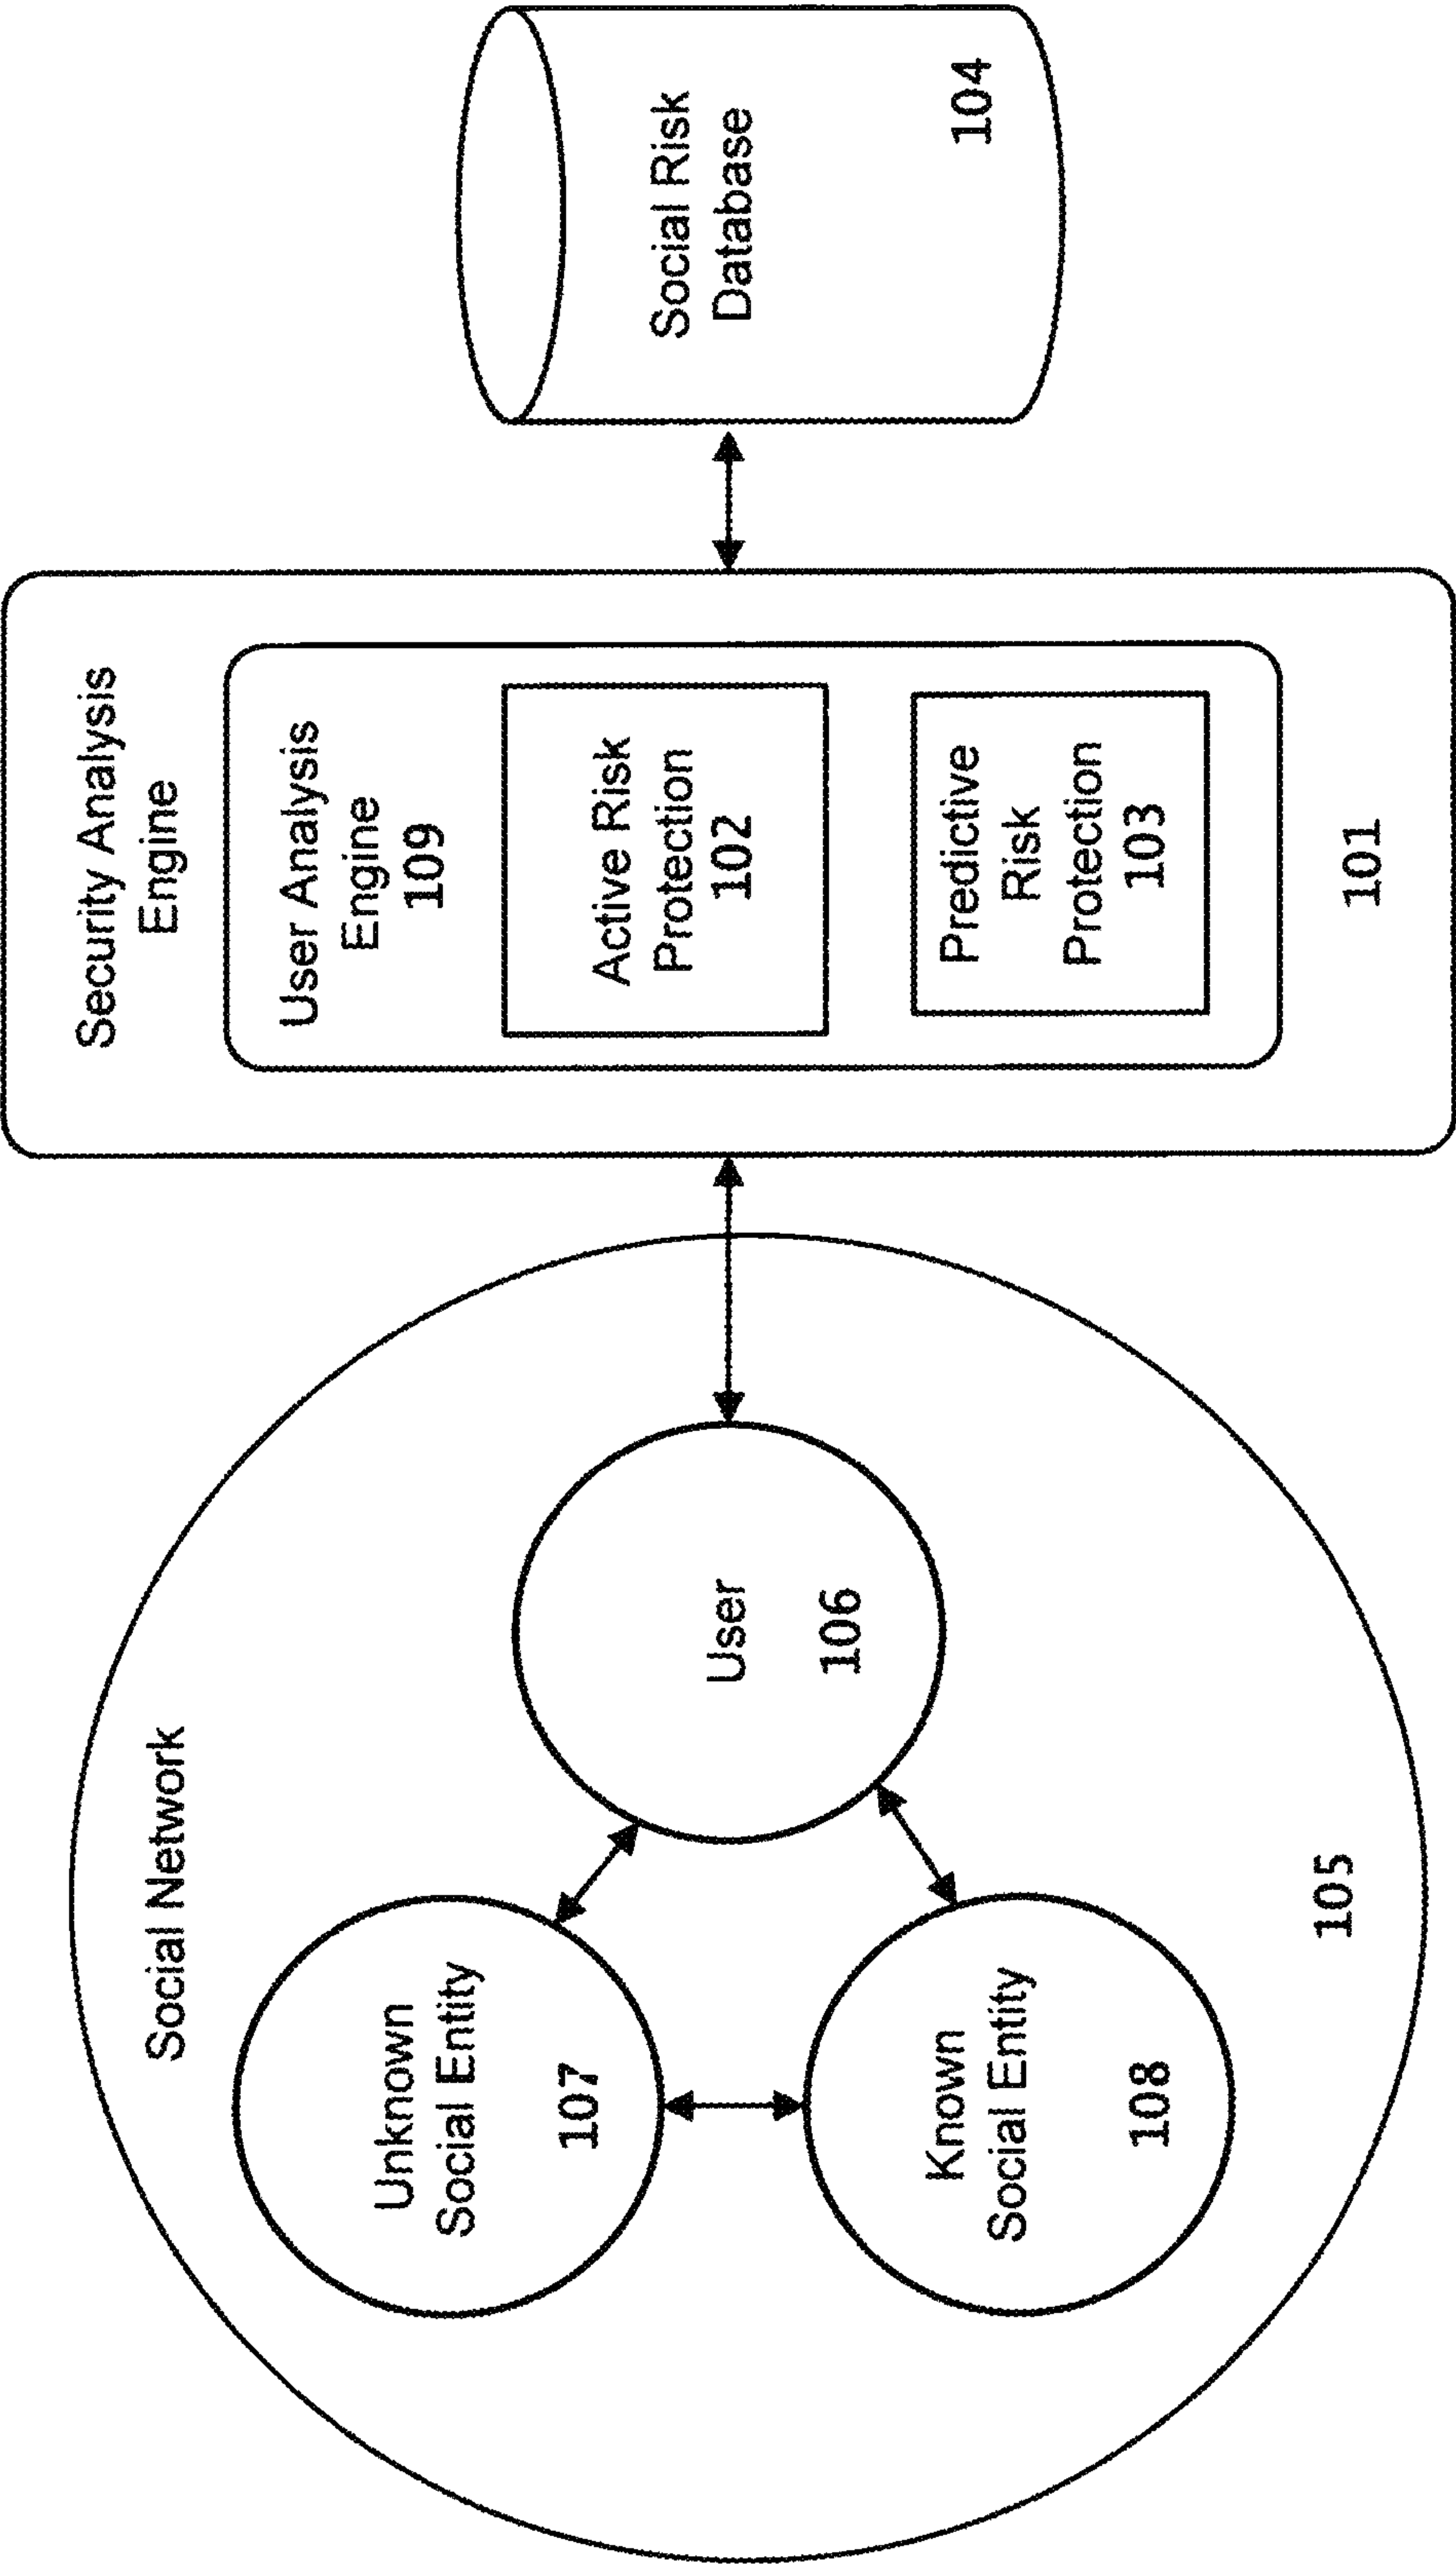 Social Network
Unknown
Social Entity
107
Known
Social Entity
108
User
106
105
Security Analysis
Engine
User Analysis
Engine
109
Active Risk
Protection
102
Predictive
Risk
Protection
103
101
Social Risk
Database
104